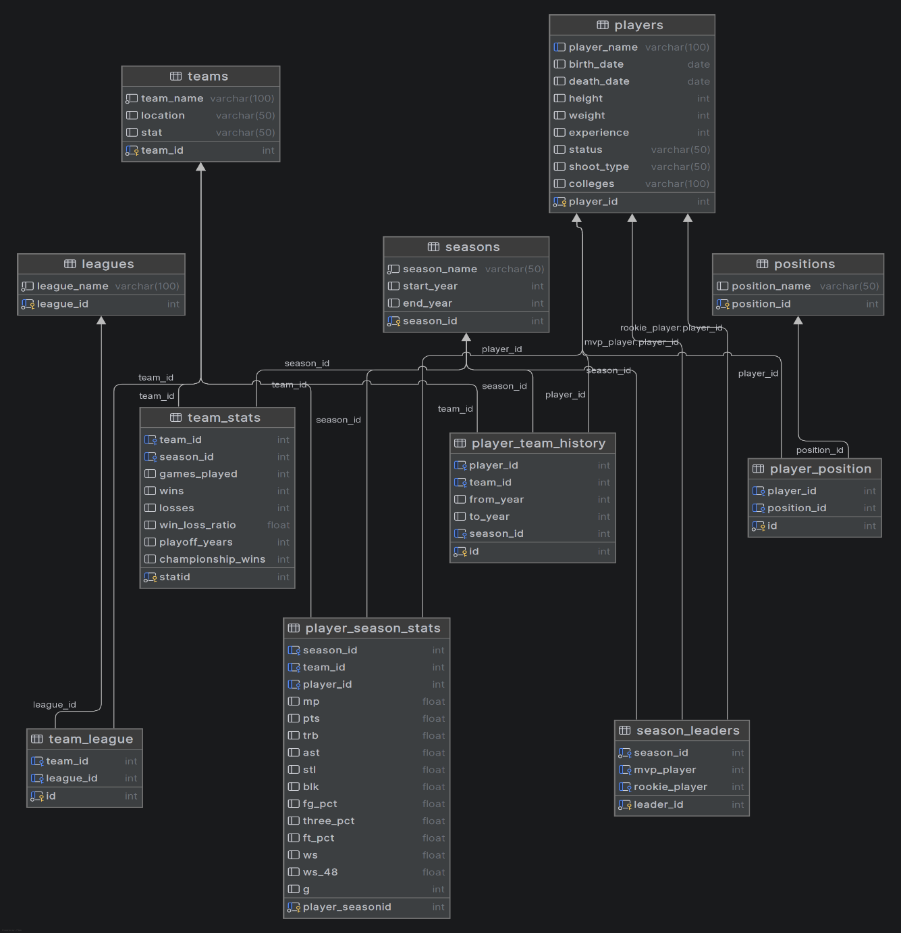 players
player_name varchar(100)
birth_date date
death_date date
height int
weight int
experience int
status varchar(50)
shoot_type varchar(50)
colleges varchar(100)
player_id int
teams
team_name varchar(100)
location varchar(50)
stat varchar(50)
team_id int
seasons
season_name varchar(50)
start_year int
end_year int
season_id int
leagues
league_name varchar(100)
league_id int
positions
position_name varchar(50)
position_id int
rookie_player:player_id
mvp_player:player_id
player_id
season_id
season_id
player_id
team_id
team_id
season_id
player_id
team_id
team_id
season_id
position_id
team_stats
team_id int
season_id int
games_played int
wins int
losses int
win_loss_ratio float
playoff_years int
championship_wins int
statid int
player_team_history
player_id int
team_id int
from_year int
to_year int
season_id int
id int
player_position
player_id int
position_id int
id int
player_season_stats
season_id int
team_id int
player_id int
mp float
pts float
trb float
ast float
stl float
blk float
fg_pct float
three_pct float
ft_pct float
ws float
ws_48 float
g int
player_seasonid int
league_id
team_league
team_id int
league_id int
id int
season_leaders
season_id int
mvp_player int
rookie_player int
leader_id int